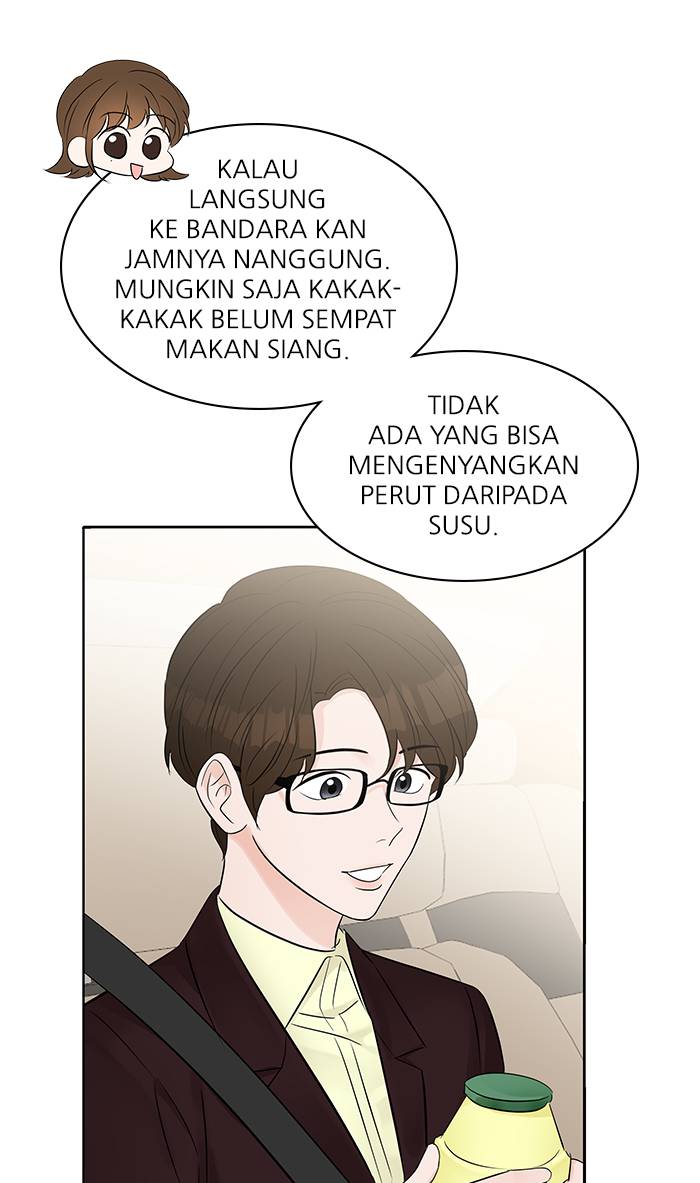 KALAU
LANGSUNG
KE BANDARA KAN
JAMNYA NANGGUNG.
MUNGKIN SAJA KAKAK-
KAKAK BELUM SEMPAT
MAKAN SIANG.
TIDAK
ADA YANG BISA
MENGENYANGKAN
PERUT DARIPADA
SUSU.